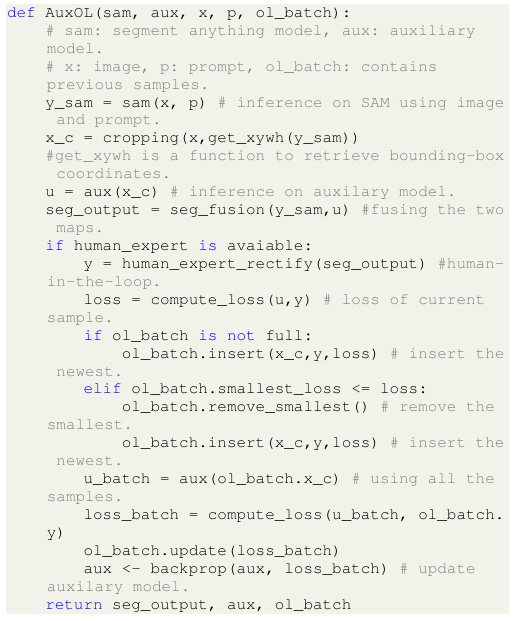 def AuxOL(sam, aux, x, p, ol_batch):
    # sam: segment anything model, aux: auxiliary
    model.
    # x: image, p: prompt, ol_batch: contains
    previous samples.
    y_sam = sam(x, p) # inference on SAM using image
     and prompt.
    x_c = cropping(x,get_xywh(y_sam))
    #get_xywh is a function to retrieve bounding-box
    coordinates.
    u = aux(x_c) # inference on auxilary model.
    seg_output = seg_fusion(y_sam,u) #fusing the two
     maps.
    if human_expert is avaiable:
        y = human_expert_rectify(seg_output) #human-
    in-the-loop.
        loss = compute_loss(u,y) # loss of current
    sample.
        if ol_batch is not full:
            ol_batch.insert(x_c,y,loss) # insert the
     newest.
        elif ol_batch.smallest_loss <= loss:
            ol_batch.remove_smallest() # remove the
    smallest.
            ol_batch.insert(x_c,y,loss) # insert the
     newest.
        u_batch = aux(ol_batch.x_c) # using all the
    samples.
        loss_batch = compute_loss(u_batch, ol_batch.
    y)
        ol_batch.update(loss_batch)
        aux <- backprop(aux, loss_batch) # update
    auxilary model.
    return seg_output, aux, ol_batch